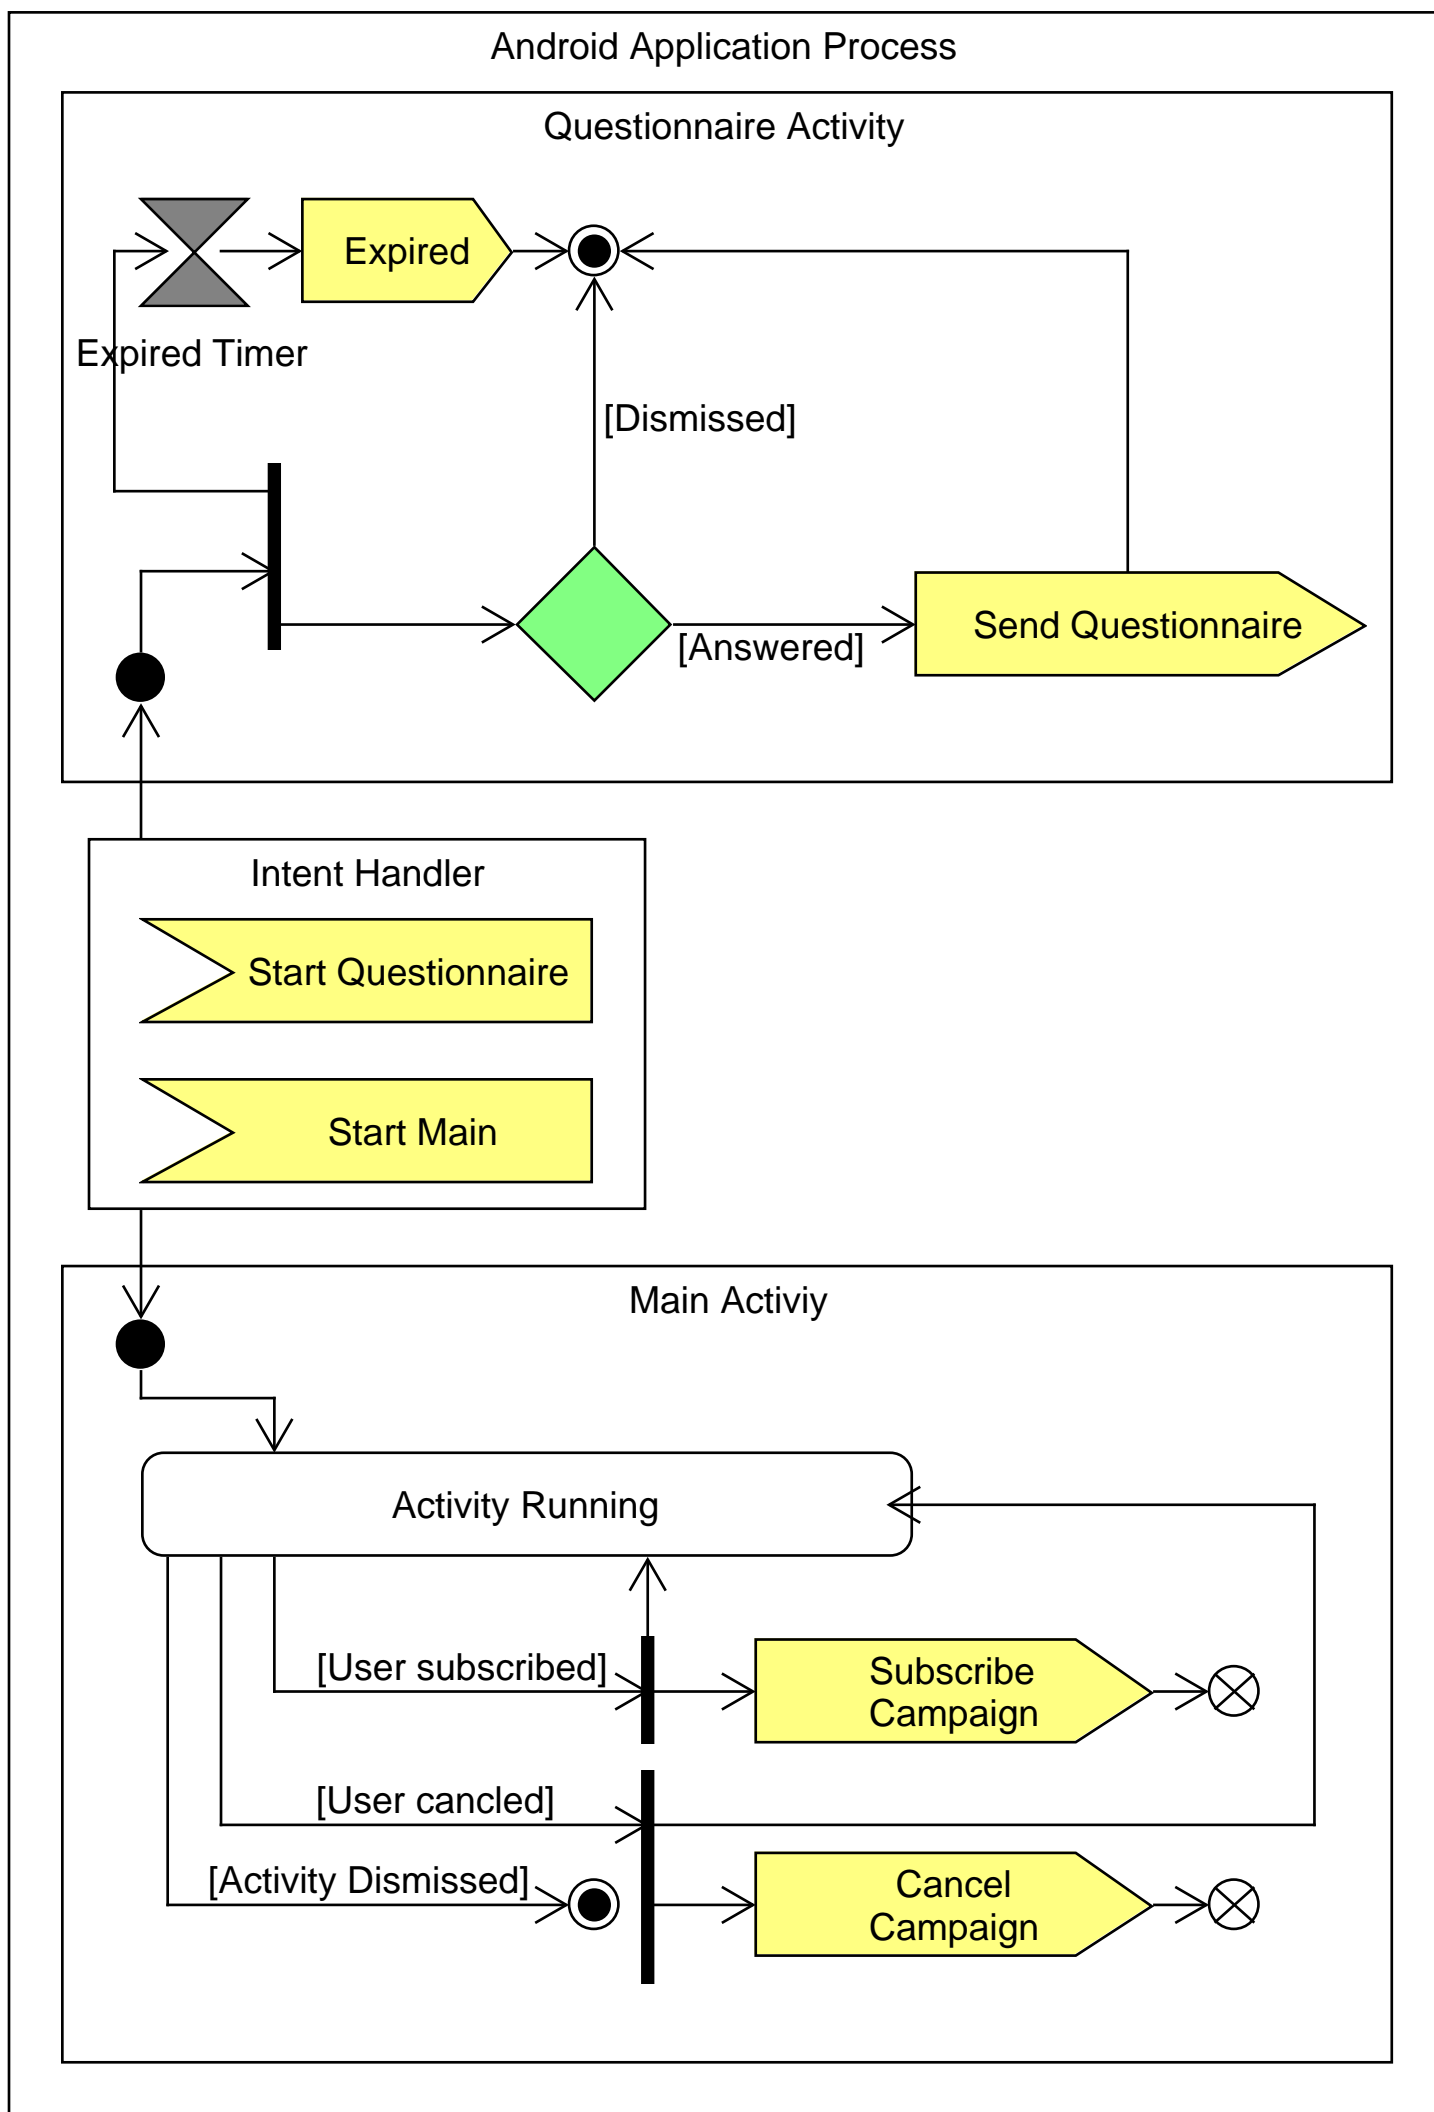 Android Application Process
Questionnaire Activity
Expired
Expired Timer
[Dismissed]
[Answered]
Send Questionnaire
Intent Handler
Start Questionnaire
Start Main
Main Activiy
Activity Running
[User subscribed]
Subscribe
Campaign
[User cancled]
[Activity Dismissed]
Cancel
Campaign